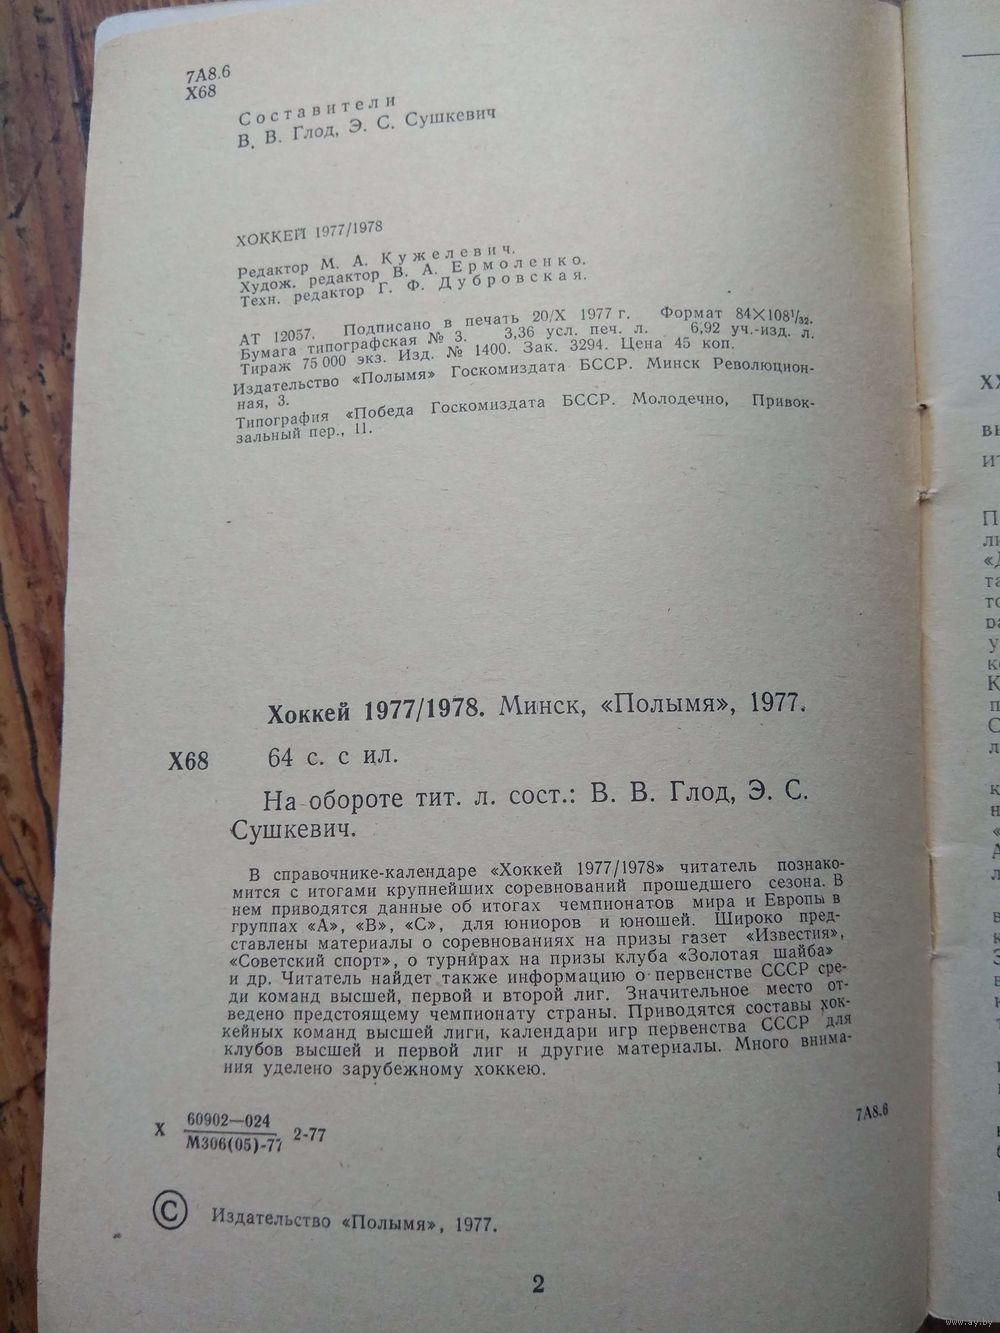 7А8.6
Х68
Составители
В. В. Глод, Э. С. Сушкевич
ХОККЕЙ 1977/1978
Редактор М. А. Кужелевич.
Худож. редактор В. А. Ермоленко.
Техн. редактор Г. Ф. Дубровская.
АТ 12057. Подписано в печать 20/Х 1977 г. Формат 84×108¹/₃₂.
Бумага типографская № 3. 3,36 усл. печ. л. 6,92 уч.-изд. л.
Тираж 75 000 экз. Изд. № 1400. Зак. 3294. Цена 45 коп.
Издательство «Полымя» Госкомиздата БССР. Минск Революцион-
ная, 3.
Типография «Победа Госкомиздата БССР. Молодечно, Привок-
зальный пер., 11.
Хоккей 1977/1978. Минск, «Полымя», 1977.
Х68 64 с. с ил.
На обороте тит. л. сост.: В. В. Глод, Э. С.
Сушкевич.
В справочнике-календаре «Хоккей 1977/1978» читатель познако-
мится с итогами крупнейших соревнований прошедшего сезона. В
нем приводятся данные об итогах чемпионатов мира и Европы в
группах «А», «В», «С», для юниоров и юношей. Широко пред-
ставлены материалы о соревнованиях на призы газет «Известия»,
«Советский спорт», о турнирах на призы клуба «Золотая шайба»
и др. Читатель найдет также информацию о первенстве СССР сре-
ди команд высшей, первой и второй лиг. Значительное место от-
ведено предстоящему чемпионату страны. Приводятся составы хок-
кейных команд высшей лиги, календари игр первенства СССР для
клубов высшей и первой лиг и другие материалы. Много внима-
ния уделено зарубежному хоккею.
Х 60902—024
М306(05)-77 2-77
7А8.6
© Издательство «Полымя», 1977.
2
www.ay.by